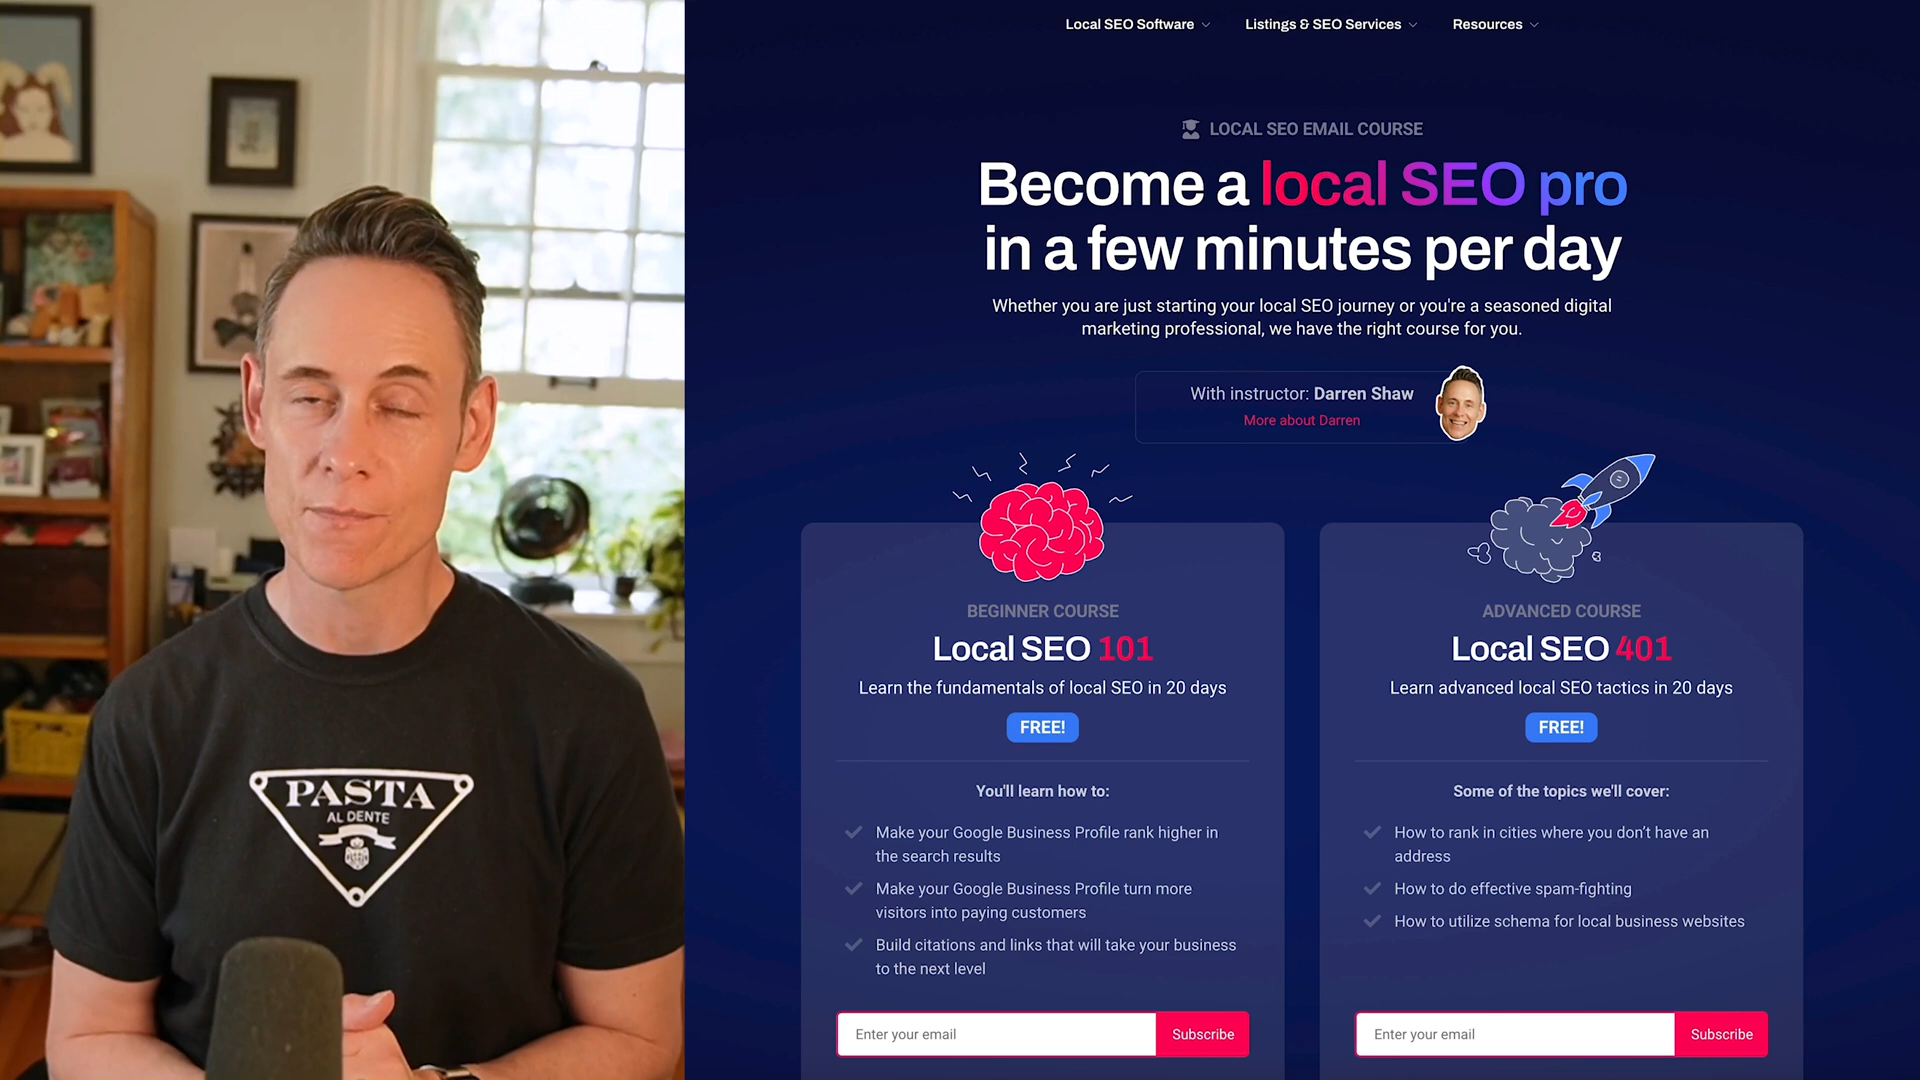 Local SEO Software
Listings & SEO Services
Resources
LOCAL SEO EMAIL COURSE
Become a local SEO pro
in a few minutes per day
Whether you are just starting your local SEO journey or you're a seasoned digital
marketing professional, we have the right course for you.
With instructor: Darren Shaw
More about Darren
BEGINNER COURSE
Local SEO 101
Learn the fundamentals of local SEO in 20 days
FREE!
You'll learn how to:
Make your Google Business Profile rank higher in
the search results
Make your Google Business Profile turn more
visitors into paying customers
Build citations and links that will take your business
to the next level
Enter your email
Subscribe
ADVANCED COURSE
Local SEO 401
Learn advanced local SEO tactics in 20 days
FREE!
Some of the topics we'll cover:
How to rank in cities where you don’t have an
address
How to do effective spam-fighting
How to utilize schema for local business websites
Enter your email
Subscribe
PASTA
AL DENTE